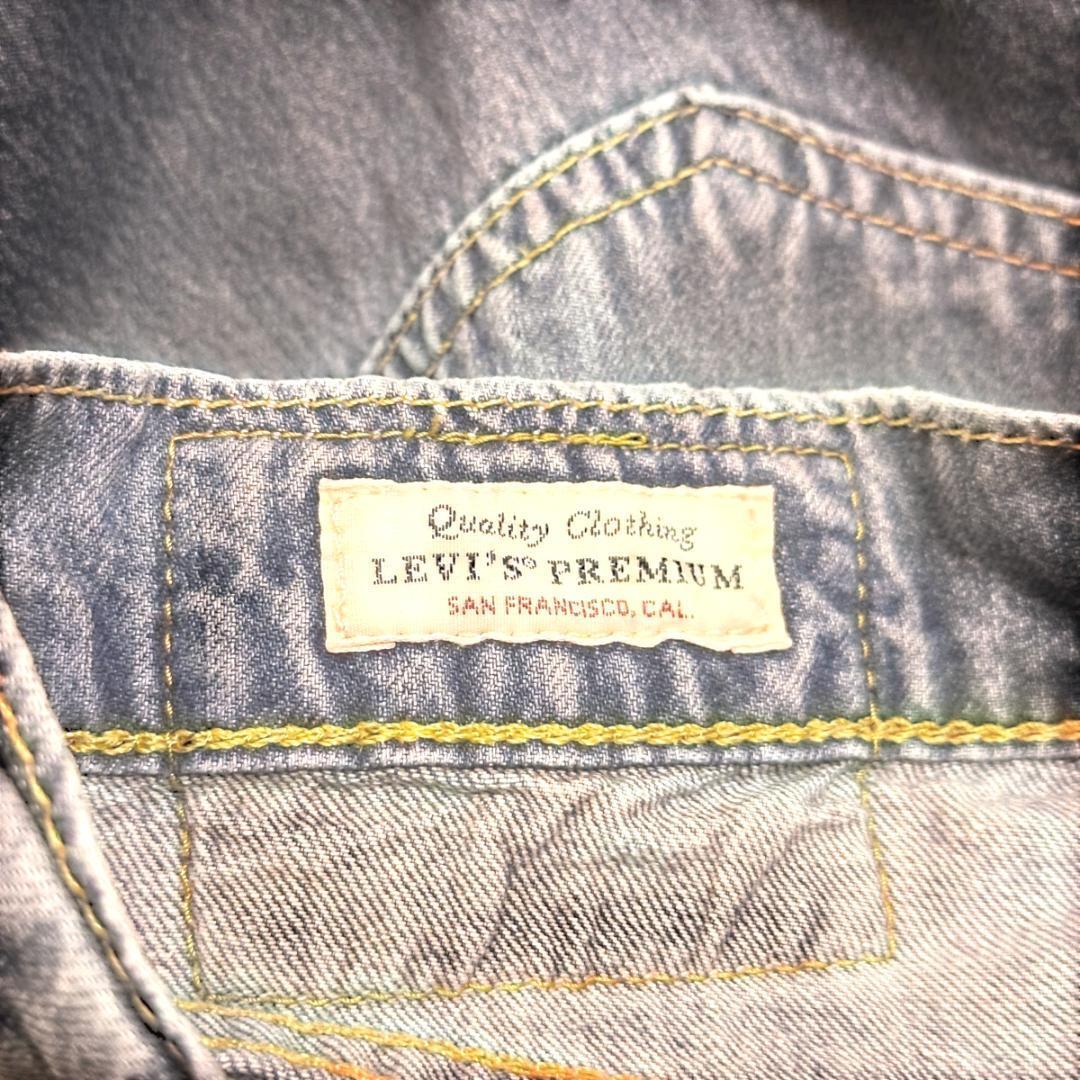 Quality Clothing
LEVI'S® PREMIUM
SAN FRANCISCO, CAL.